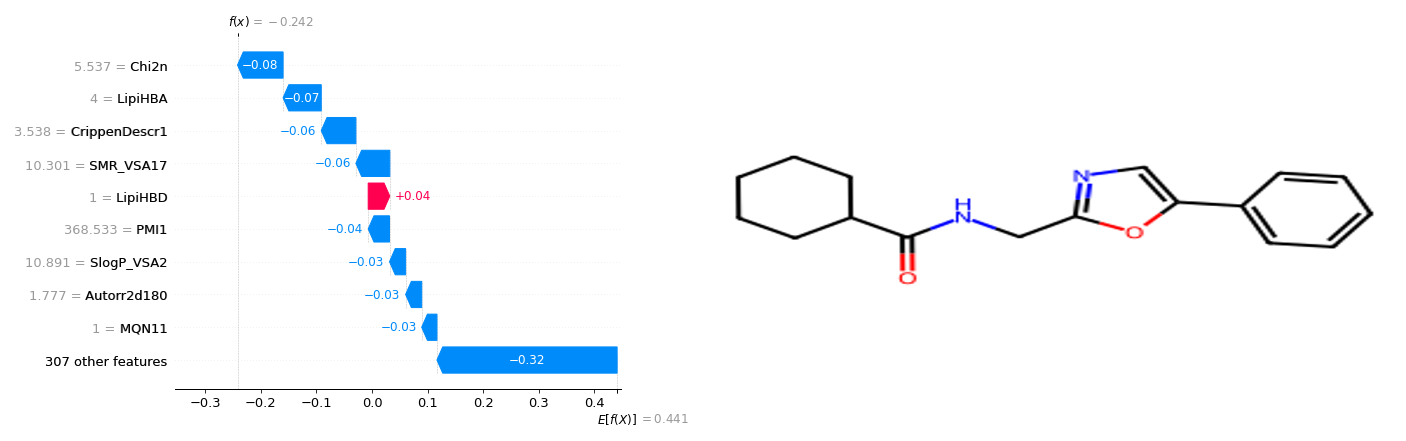 f(x) = −0.242
5.537 = Chi2n
−0.08
4 = LipiHBA
−0.07
3.538 = CrippenDescr1
−0.06
10.301 = SMR_VSA17
−0.06
1 = LipiHBD
+0.04
368.533 = PMI1
−0.04
10.891 = SlogP_VSA2
−0.03
1.777 = Autorr2d180
−0.03
1 = MQN11
−0.03
307 other features
−0.32
−0.3 −0.2 −0.1 0.0 0.1 0.2 0.3 0.4
E[f(X)] = 0.441
H
N
O
N
O